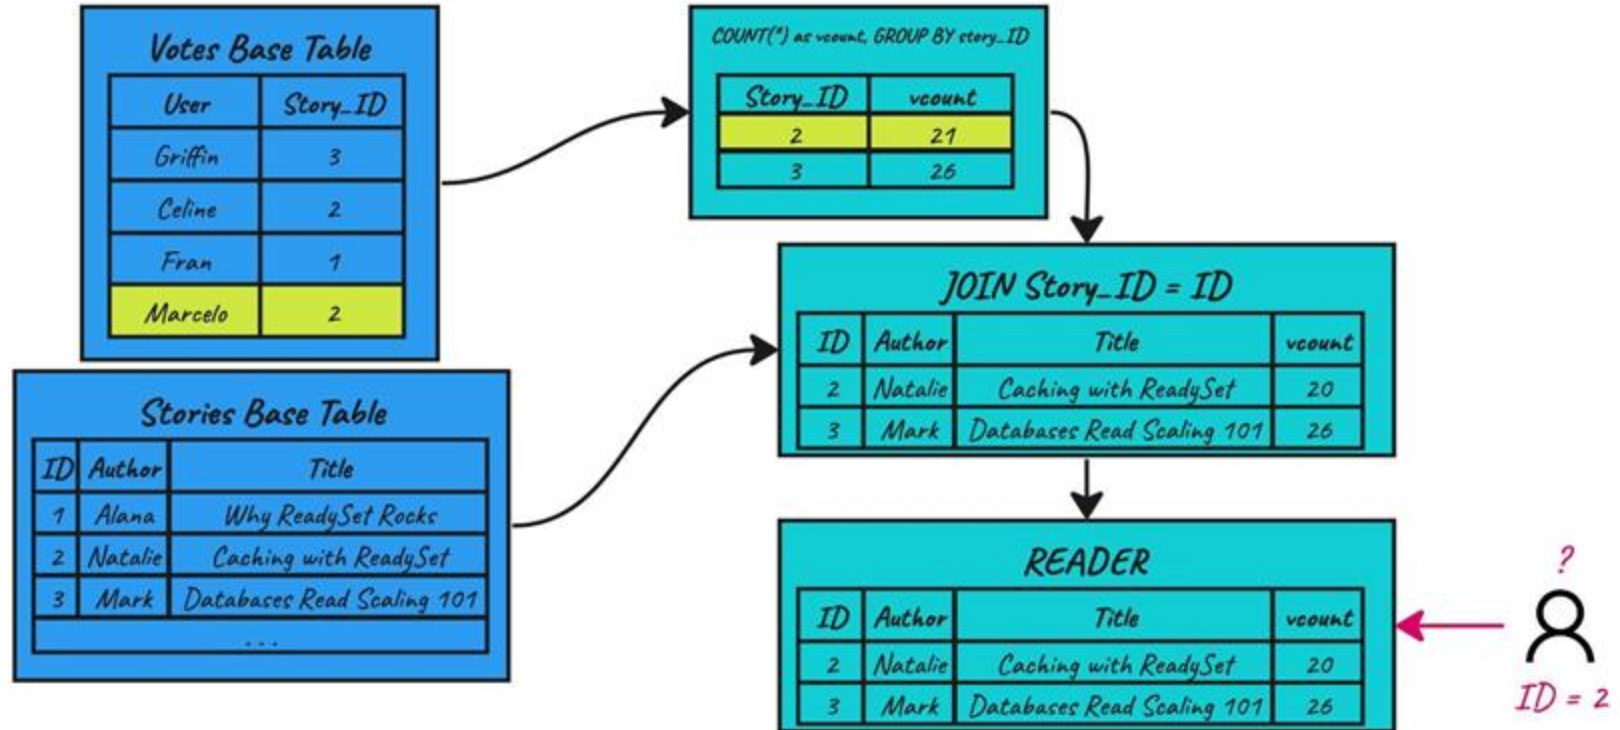 Votes Base Table
User Story_ID
Griffin 3
Celine 2
Fran 1
Marcelo 2
Stories Base Table
ID Author Title
1 Alana Why ReadySet Rocks
2 Natalie Caching with ReadySet
3 Mark Databases Read Scaling 101
...
COUNT(*) as vcount, GROUP BY story_ID
Story_ID vcount
2 21
3 26
JOIN Story_ID = ID
ID Author Title vcount
2 Natalie Caching with ReadySet 20
3 Mark Databases Read Scaling 101 26
READER
ID Author Title vcount
2 Natalie Caching with ReadySet 20
3 Mark Databases Read Scaling 101 26
?
ID = 2